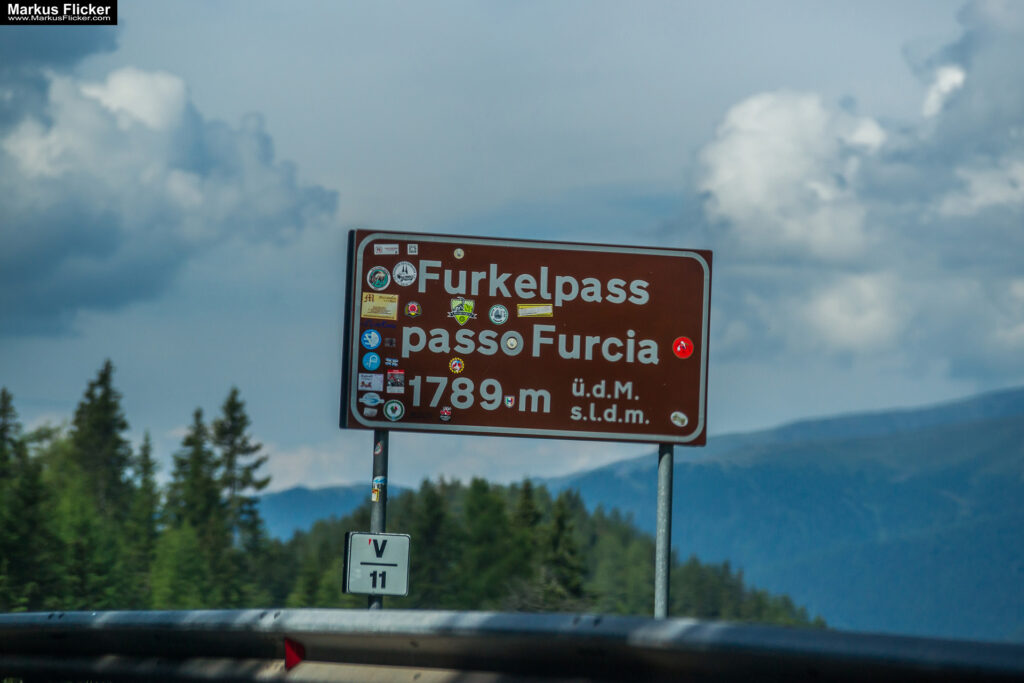 Markus Flicker
www.MarkusFlicker.com
Furkelpass
passo Furcia
1789 m
ü.d.M.
s.l.d.m.
V
11